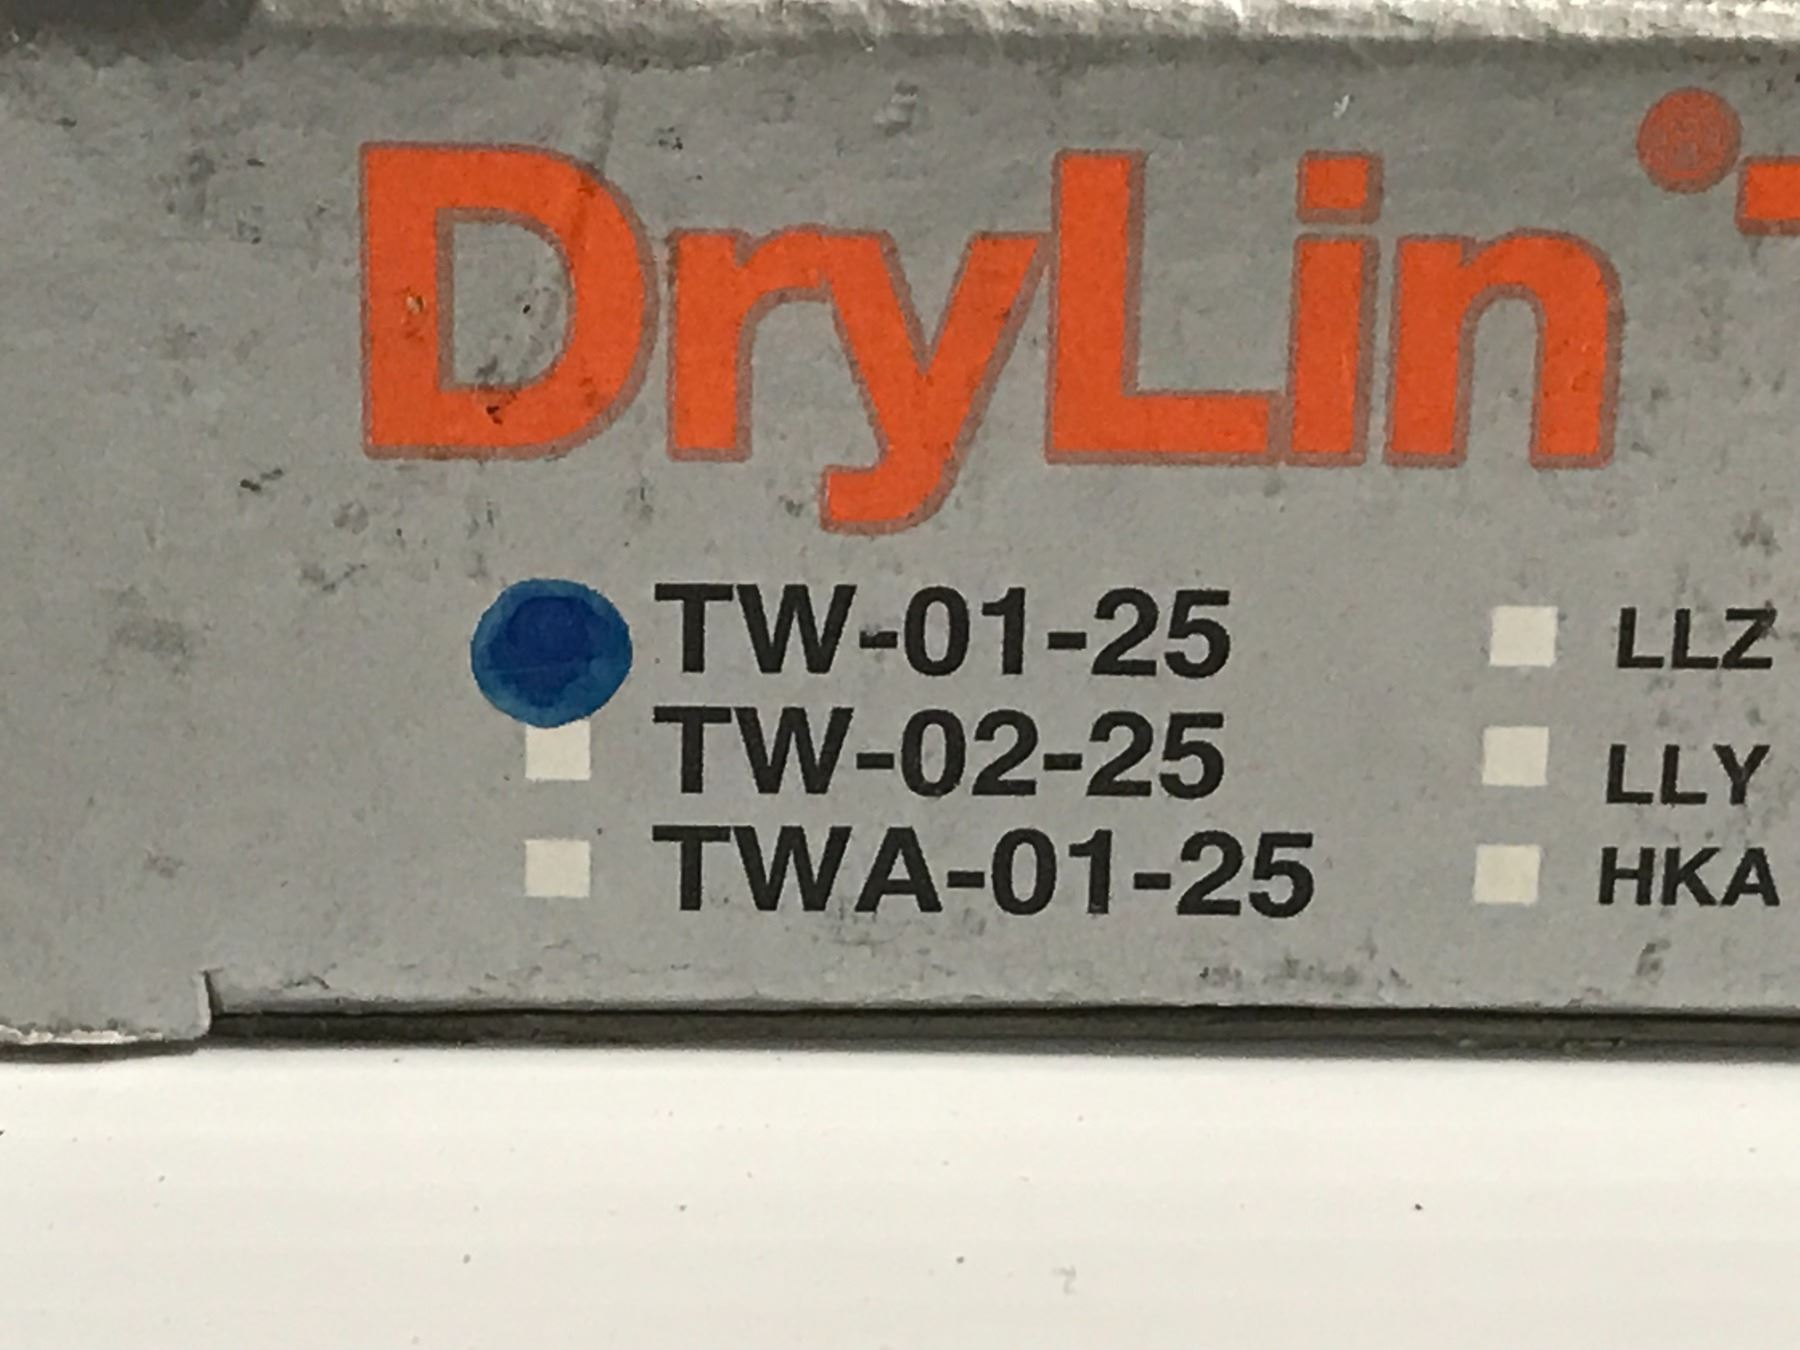 DryLin®
TW-01-25
TW-02-25
TWA-01-25
LLZ
LLY
HKA